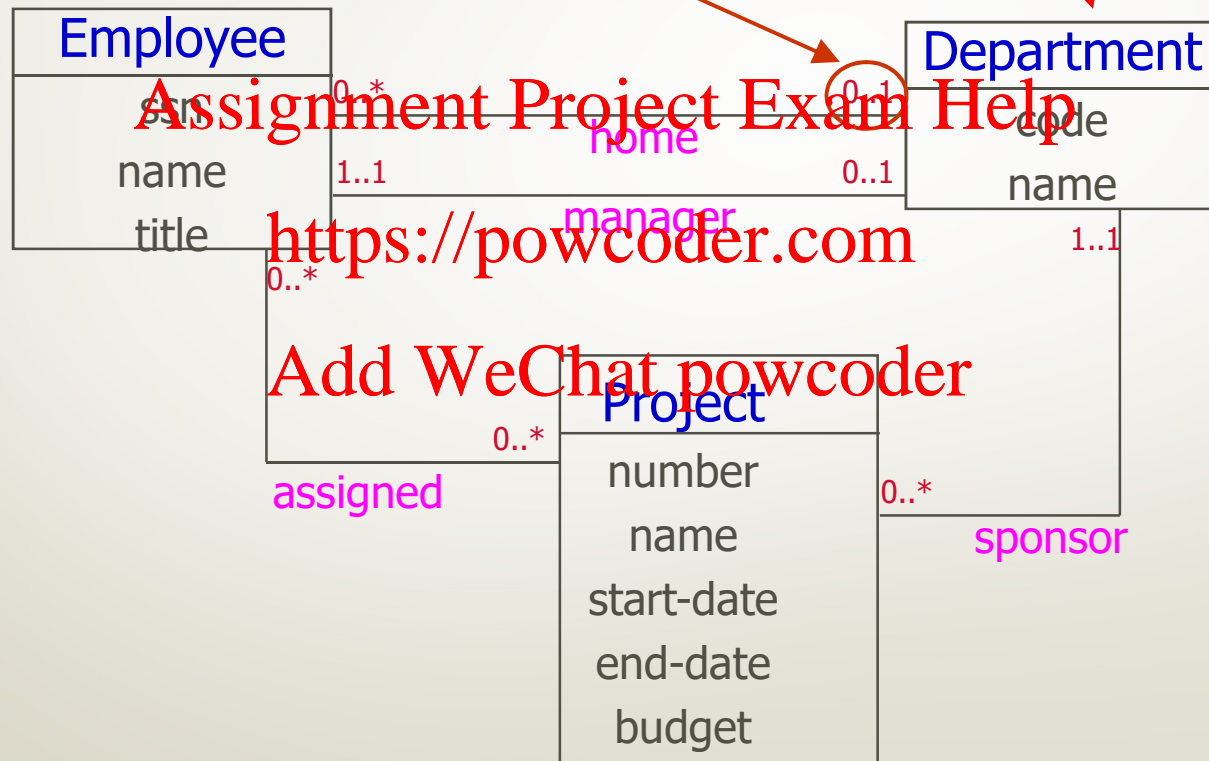 Employee
ssn
name
title
Department
code
name
0..*
0..1
home
1..1
0..1
manager
Assignment Project Exam Help
https://powcoder.com
Add WeChat powcoder
0..*
0..*
assigned
1..1
0..*
sponsor
Project
number
name
start-date
end-date
budget